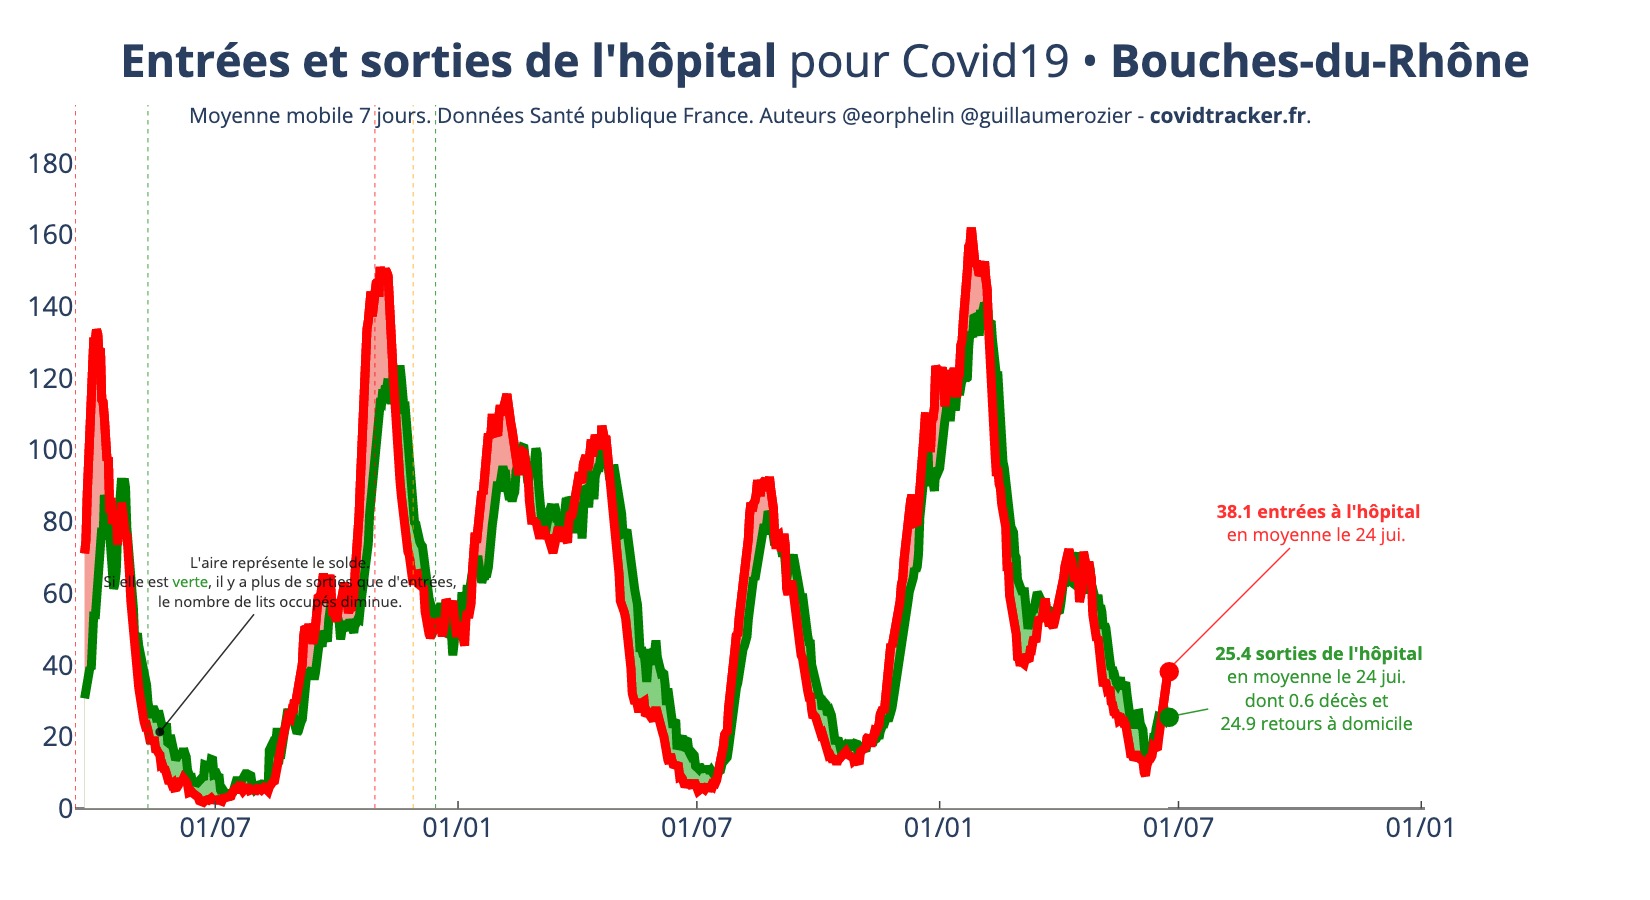 Entrées et sorties de l'hôpital pour Covid19 • Bouches-du-Rhône
Moyenne mobile 7 jours. Données Santé publique France. Auteurs @eorphelin @guillaumerozier - covidtracker.fr.
180
160
140
120
100
80
60
40
20
0
L'aire représente le solde.
Si elle est verte, il y a plus de sorties que d'entrées,
le nombre de lits occupés diminue.
38.1 entrées à l'hôpital
en moyenne le 24 jui.
25.4 sorties de l'hôpital
en moyenne le 24 jui.
dont 0.6 décès et
24.9 retours à domicile
01/07
01/01
01/07
01/01
01/07
01/01